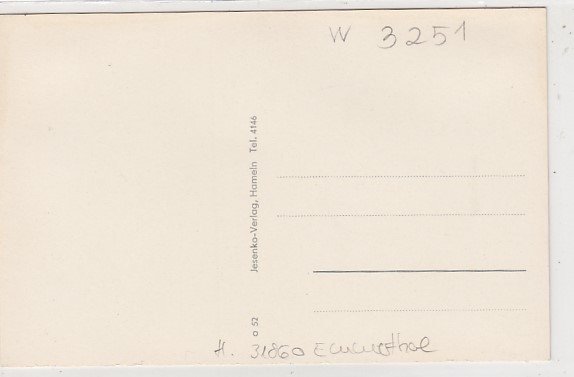 W 3251
o 52 Jesenko-Verlag, Hameln Tel. 4146
H. 31860 Emmerthal